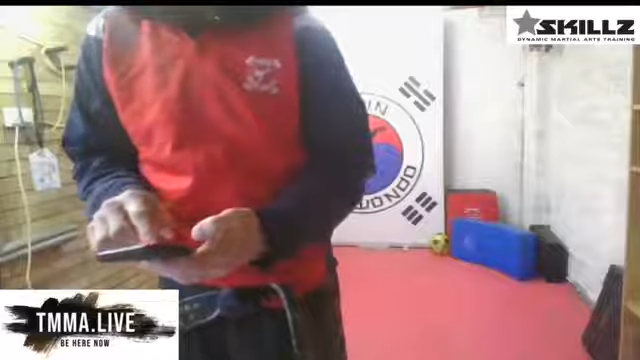 SKILLZ
DYNAMIC MARTIAL ARTS TRAINING
TMMA.LIVE
BE HERE NOW